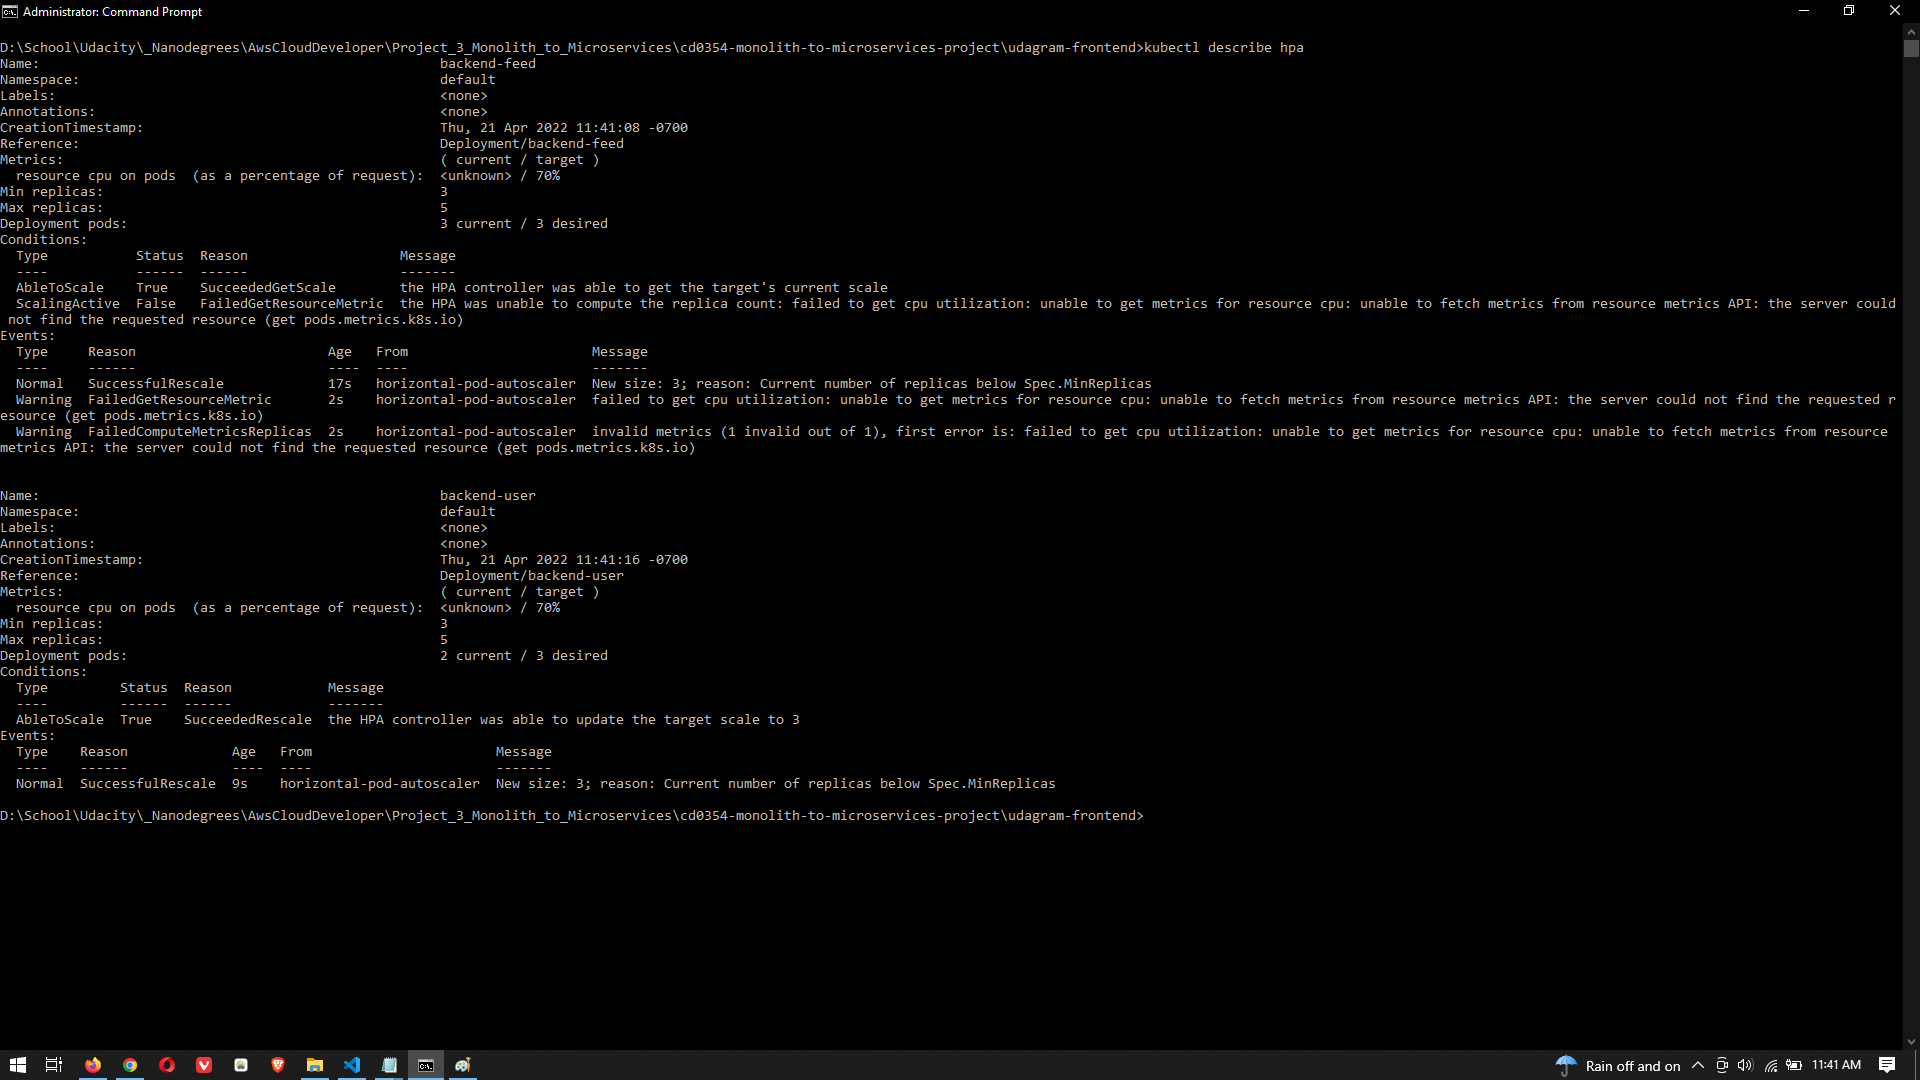 Administrator: Command Prompt
D:\School\Udacity\_Nanodegrees\AwsCloudDeveloper\Project_3_Monolith_to_Microservices\cd0354-monolith-to-microservices-project\udagram-frontend>kubectl describe hpa
Name: backend-feed
Namespace: default
Labels: <none>
Annotations: <none>
CreationTimestamp: Thu, 21 Apr 2022 11:41:08 -0700
Reference: Deployment/backend-feed
Metrics: ( current / target )
resource cpu on pods (as a percentage of request): <unknown> / 70%
Min replicas: 3
Max replicas: 5
Deployment pods: 3 current / 3 desired
Conditions:
Type Status Reason Message
---- ------ ------ -------
AbleToScale True SucceededGetScale the HPA controller was able to get the target's current scale
ScalingActive False FailedGetResourceMetric the HPA was unable to compute the replica count: failed to get cpu utilization: unable to get metrics for resource cpu: unable to fetch metrics from resource metrics API: the server could
not find the requested resource (get pods.metrics.k8s.io)
Events:
Type Reason Age From Message
---- ------ ---- ---- -------
Normal SuccessfulRescale 17s horizontal-pod-autoscaler New size: 3; reason: Current number of replicas below Spec.MinReplicas
Warning FailedGetResourceMetric 2s horizontal-pod-autoscaler failed to get cpu utilization: unable to get metrics for resource cpu: unable to fetch metrics from resource metrics API: the server could not find the requested r
esource (get pods.metrics.k8s.io)
Warning FailedComputeMetricsReplicas 2s horizontal-pod-autoscaler invalid metrics (1 invalid out of 1), first error is: failed to get cpu utilization: unable to get metrics for resource cpu: unable to fetch metrics from resource
metrics API: the server could not find the requested resource (get pods.metrics.k8s.io)
Name: backend-user
Namespace: default
Labels: <none>
Annotations: <none>
CreationTimestamp: Thu, 21 Apr 2022 11:41:16 -0700
Reference: Deployment/backend-user
Metrics: ( current / target )
resource cpu on pods (as a percentage of request): <unknown> / 70%
Min replicas: 3
Max replicas: 5
Deployment pods: 2 current / 3 desired
Conditions:
Type Status Reason Message
---- ------ ------ -------
AbleToScale True SucceededRescale the HPA controller was able to update the target scale to 3
Events:
Type Reason Age From Message
---- ------ ---- ---- -------
Normal SuccessfulRescale 9s horizontal-pod-autoscaler New size: 3; reason: Current number of replicas below Spec.MinReplicas
D:\School\Udacity\_Nanodegrees\AwsCloudDeveloper\Project_3_Monolith_to_Microservices\cd0354-monolith-to-microservices-project\udagram-frontend>
Rain off and on 11:41 AM